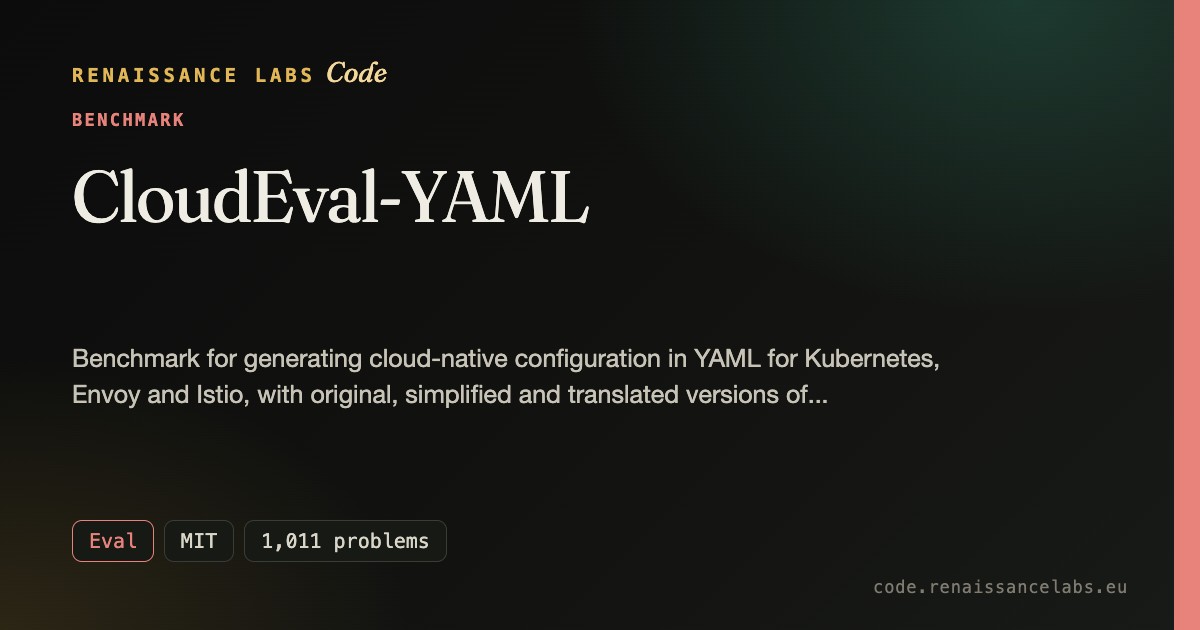 RENAISSANCE LABS Code
BENCHMARK
CloudEval-YAML
Benchmark for generating cloud-native configuration in YAML for Kubernetes,
Envoy and Istio, with original, simplified and translated versions of...
Eval MIT 1,011 problems
code.renaissancelabs.eu